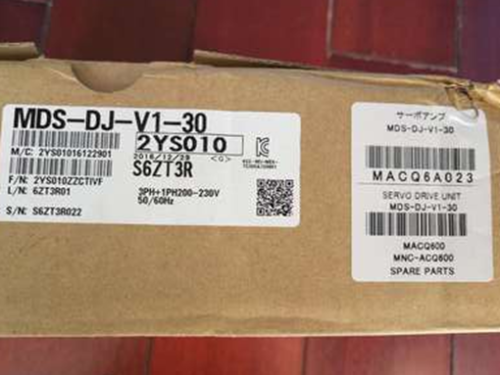 MDS-DJ-V1-30
2YS010
M/C: 2YS01016122901
2016/12/29 <G>
S6ZT3R
F/N: 2YS010ZZCTIVF
L/N: 6ZT3R01
3PH+1PH200-230V
50/60Hz
S/N: S6ZT3R022
サーボアンプ
MDS-DJ-V1-30
MACQ6A023
SERVO DRIVE UNIT
MDS-DJ-V1-30
MACQ600
MNC-ACQ600
SPARE PARTS